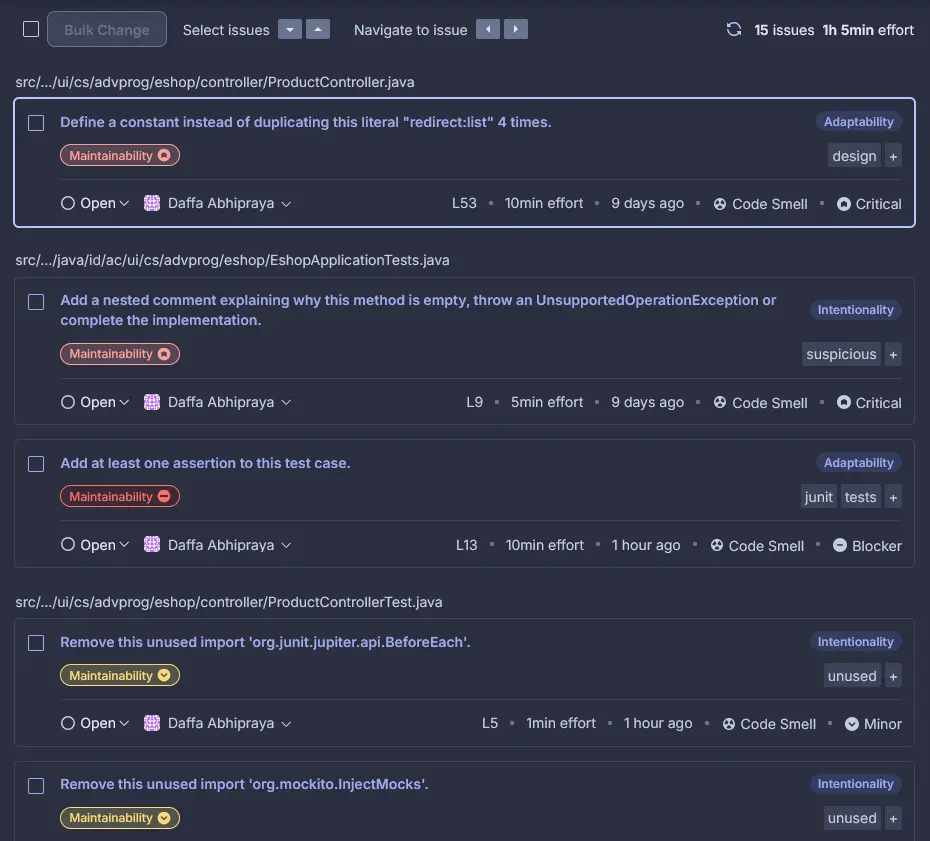 Bulk Change Select issues Navigate to issue 15 issues 1h 5min effort
src/.../ui/cs/advprog/eshop/controller/ProductController.java
Define a constant instead of duplicating this literal "redirect:list" 4 times. Adaptability
Maintainability design +
Open Daffa Abhipraya L53 • 10min effort • 9 days ago • Code Smell • Critical
src/.../java/id/ac/ui/cs/advprog/eshop/EshopApplicationTests.java
Add a nested comment explaining why this method is empty, throw an UnsupportedOperationException or
complete the implementation.
Intentionality
Maintainability suspicious +
Open Daffa Abhipraya L9 • 5min effort • 9 days ago • Code Smell • Critical
Add at least one assertion to this test case. Adaptability
Maintainability junit tests +
Open Daffa Abhipraya L13 • 10min effort • 1 hour ago • Code Smell • Blocker
src/.../ui/cs/advprog/eshop/controller/ProductControllerTest.java
Remove this unused import 'org.junit.jupiter.api.BeforeEach'. Intentionality
Maintainability unused +
Open Daffa Abhipraya L5 • 1min effort • 1 hour ago • Code Smell • Minor
Remove this unused import 'org.mockito.InjectMocks'. Intentionality
Maintainability unused +